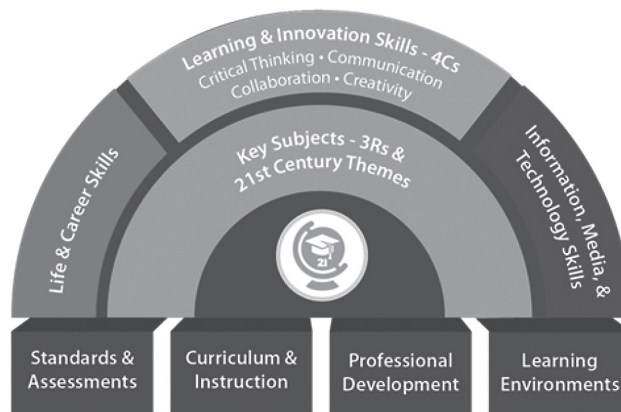 Learning & Innovation Skills - 4Cs
Critical Thinking • Communication
Collaboration • Creativity
Life & Career Skills
Key Subjects - 3Rs &
21st Century Themes
Information, Media, &
Technology Skills
21
Standards &
Assessments
Curriculum &
Instruction
Professional
Development
Learning
Environments